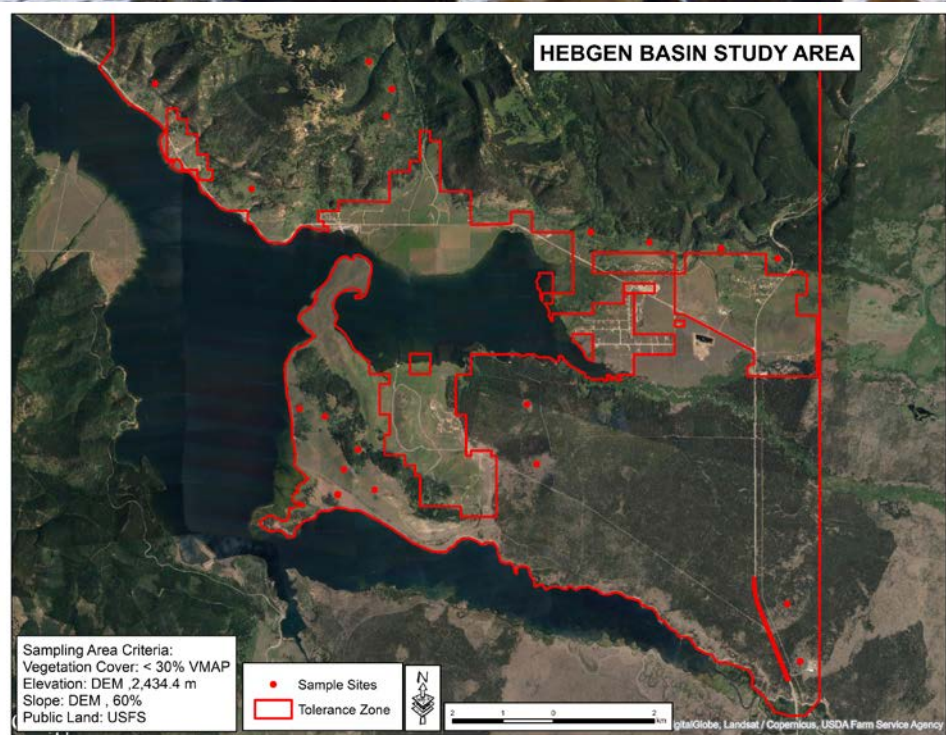 HEBGEN BASIN STUDY AREA
Sampling Area Criteria:
Vegetation Cover: < 30% VMAP
Elevation: DEM ,2,434.4 m
Slope: DEM , 60%
Public Land: USFS
Sample Sites
Tolerance Zone
N
2 1 0 2
km
igitalGlobe, Landsat / Copernicus, USDA Farm Service Agency